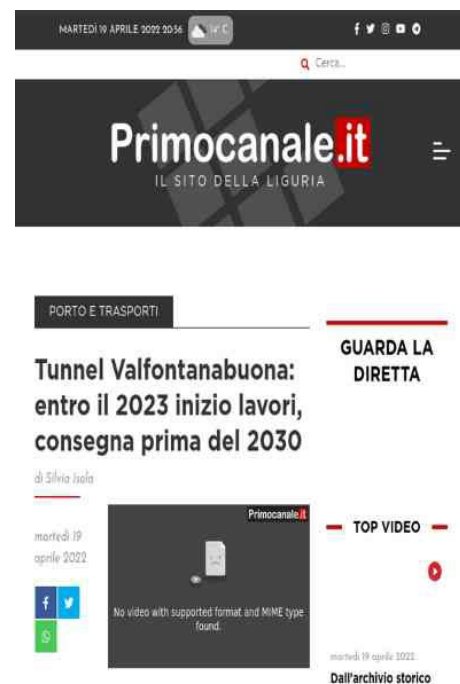 MARTEDÌ 19 APRILE 2022 20:56
14° C
Cerca...
Primocanale.it
IL SITO DELLA LIGURIA
PORTO E TRASPORTI
Tunnel Valfontanabuona:
entro il 2023 inizio lavori,
consegna prima del 2030
di Silvia Isola
martedì 19
aprile 2022
Primocanale.it
No video with supported format and MIME type
found.
GUARDA LA
DIRETTA
TOP VIDEO
martedì 19 aprile 2022
Dall'archivio storico